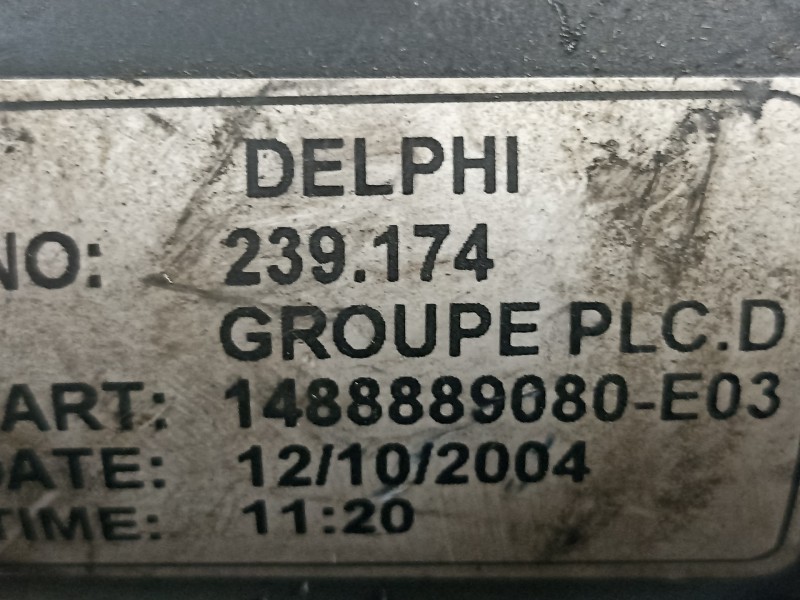 DELPHI
NO: 239.174
GROUPE PLC.D
ART: 1488889080-E03
DATE: 12/10/2004
TIME: 11:20